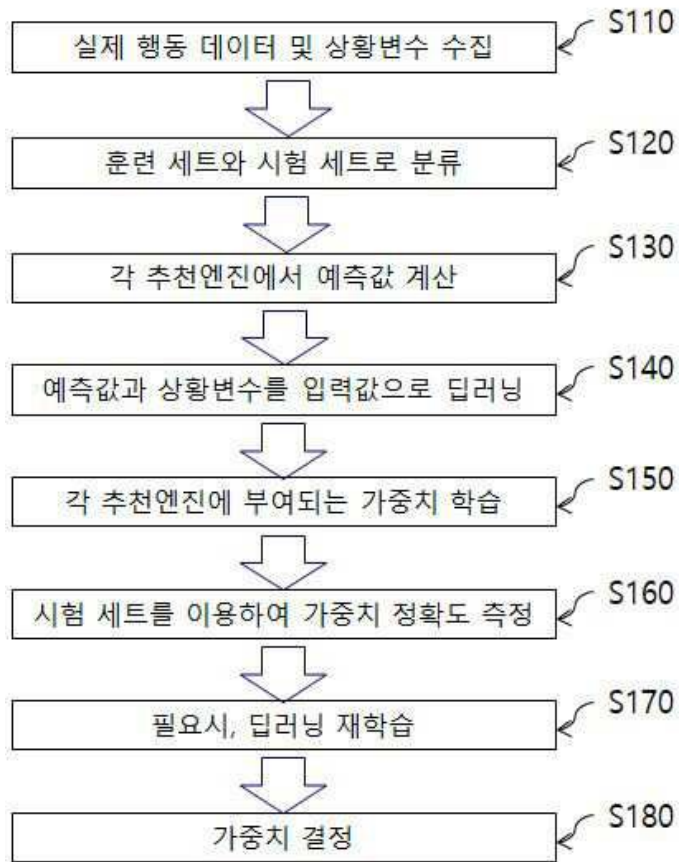 S110
실제 행동 데이터 및 상황변수 수집
S120
훈련 세트와 시험 세트로 분류
S130
각 추천엔진에서 예측값 계산
S140
예측값과 상황변수를 입력값으로 딥러닝
S150
각 추천엔진에 부여되는 가중치 학습
S160
시험 세트를 이용하여 가중치 정확도 측정
S170
필요시, 딥러닝 재학습
S180
가중치 결정